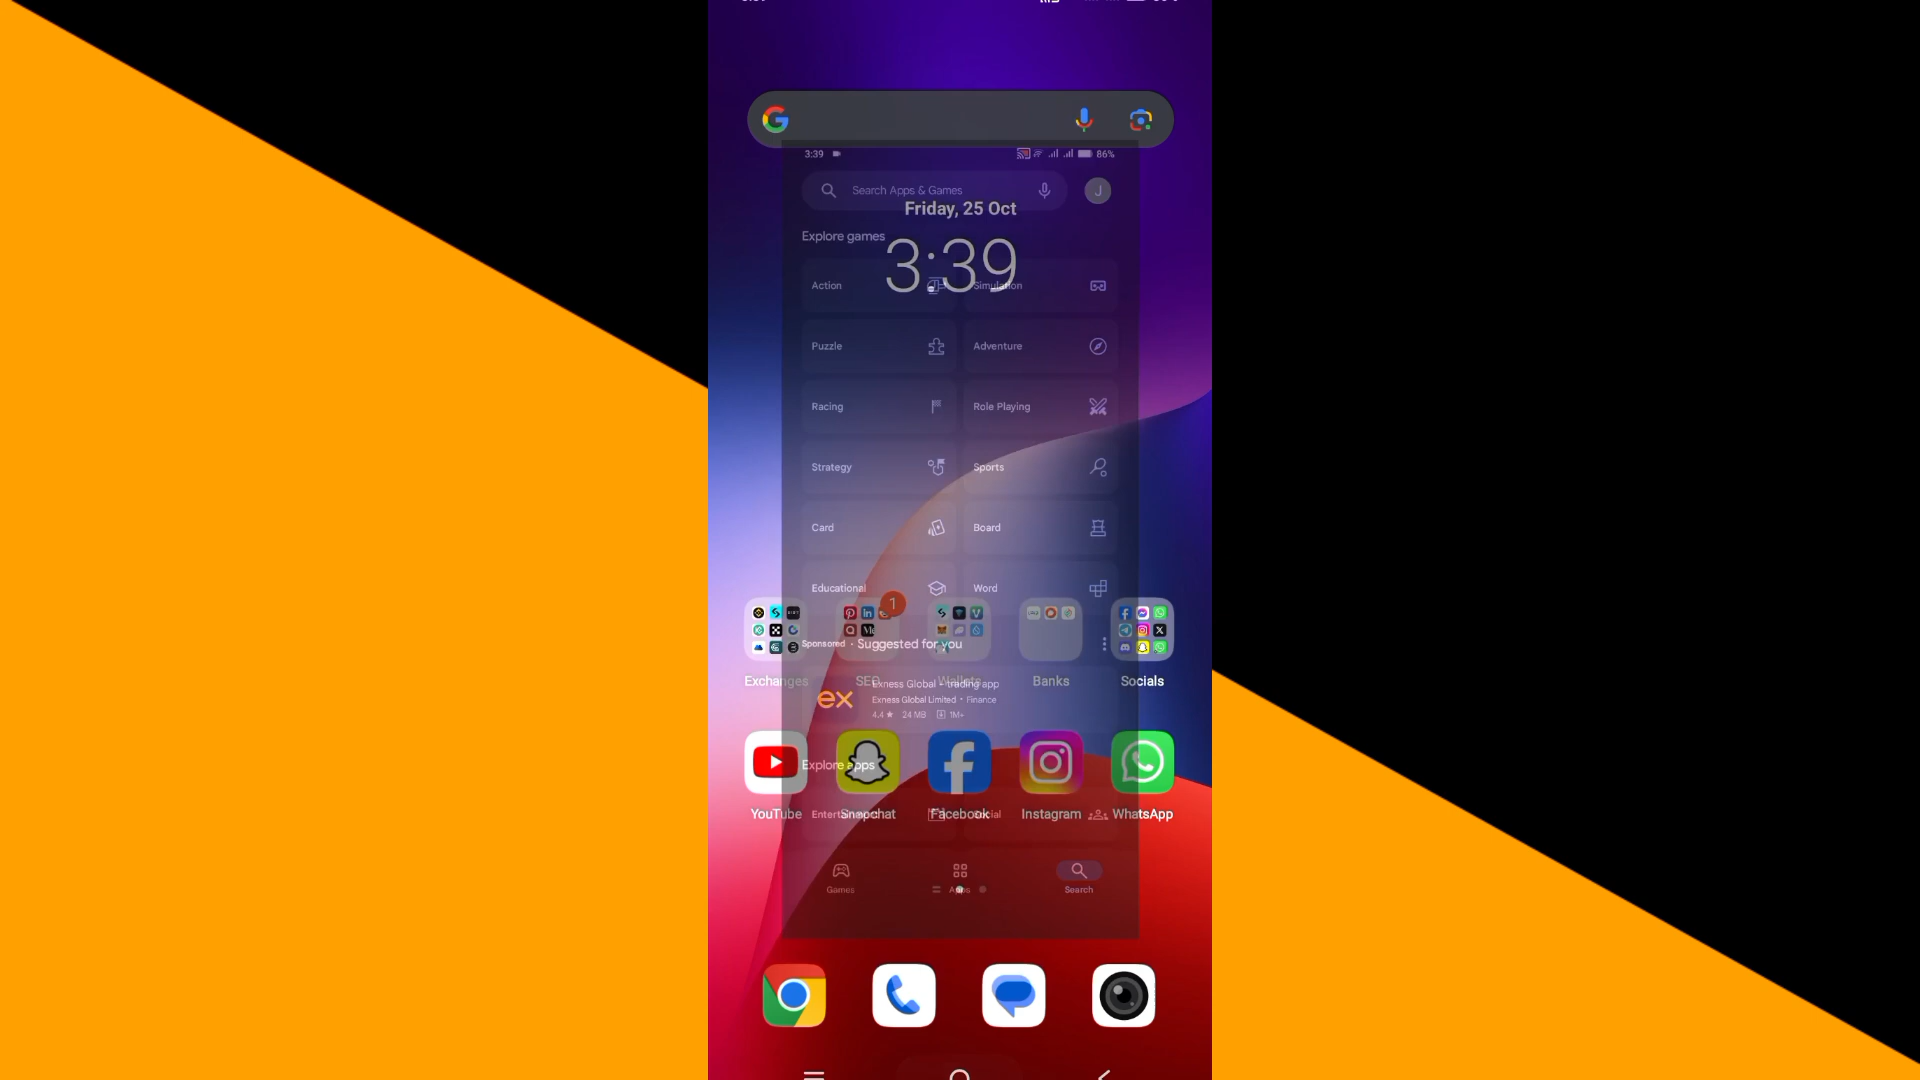 3:39 86%
Search Apps & Games J
Friday, 25 Oct
Explore games
3:39
Action Simulation
Puzzle Adventure
Racing Role Playing
Strategy Sports
Card Board
Educational Word
1
Sponsored • Suggested for you
Exchanges SEO Wallets Banks Socials
ex Exness Global - trading app
Exness Global Limited • Finance
4.4 ★ 24 MB 1M+
Explore apps
YouTube Snapchat Facebook Instagram WhatsApp
Social
Games Apps Search